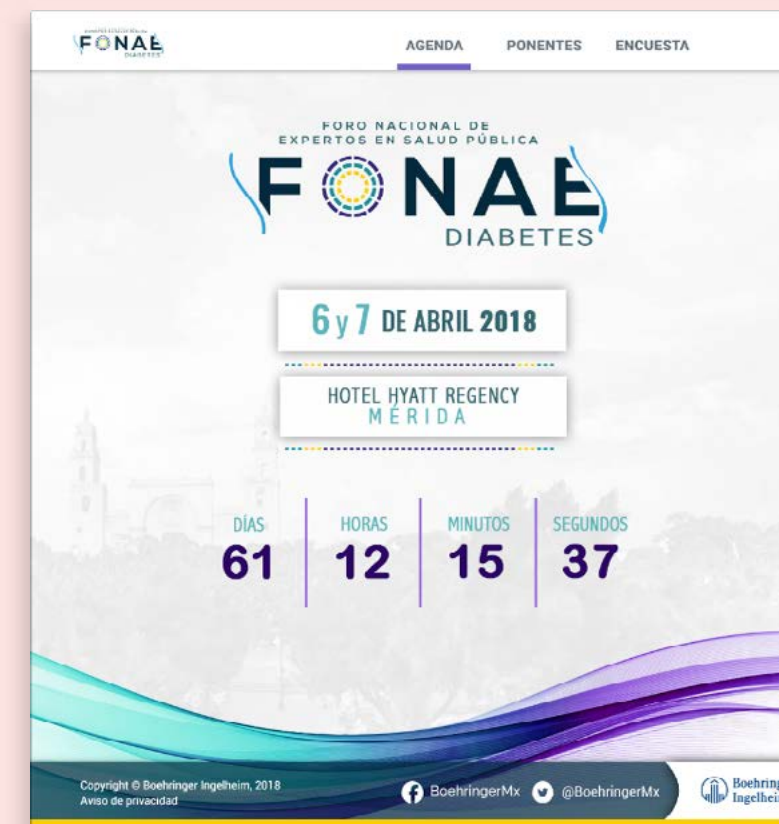 FONAE
DIABETES
AGENDA PONENTES ENCUESTA
FORO NACIONAL DE
EXPERTOS EN SALUD PÚBLICA
FONAE
DIABETES
6 y 7 DE ABRIL 2018
HOTEL HYATT REGENCY
MÉRIDA
DÍAS HORAS MINUTOS SEGUNDOS
61 12 15 37
Copyright © Boehringer Ingelheim, 2018
Aviso de privacidad
BoehringerMx @BoehringerMx